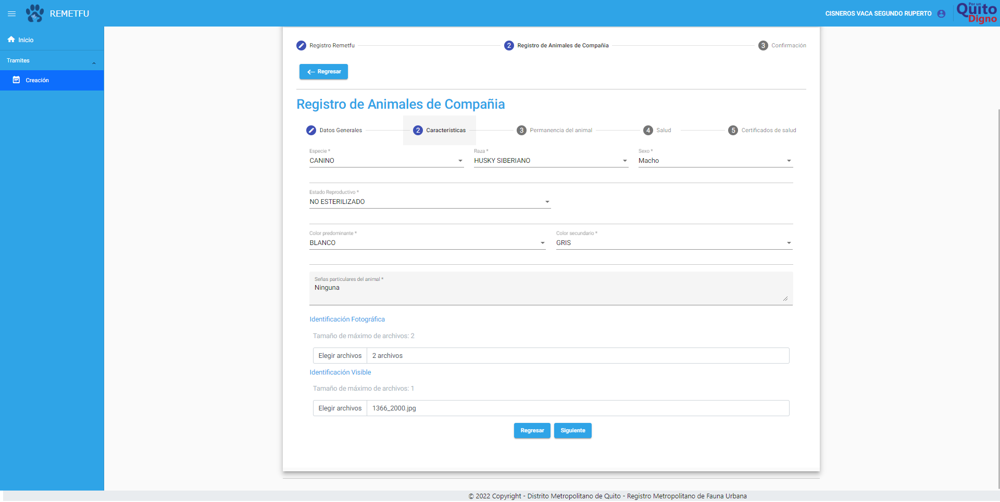 REMETFU
CISNEROS VACA SEGUNDO RUPERTO
Por un
Quito
Digno
Inicio
Tramites
Creación
Registro Remetfu
2 Registro de Animales de Compañia
3 Confirmación
Regresar
Registro de Animales de Compañia
Datos Generales
2 Características
3 Permanencia del animal
4 Salud
5 Certificados de salud
Especie * Raza * Sexo *
CANINO HUSKY SIBERIANO Macho
Estado Reproductivo *
NO ESTERILIZADO
Color predominante * Color secundario *
BLANCO GRIS
Señas particulares del animal *
Ninguna
Identificación Fotográfica
Tamaño de máximo de archivos: 2
Elegir archivos 2 archivos
Identificación Visible
Tamaño de máximo de archivos: 1
Elegir archivos 1366_2000.jpg
Regresar Siguiente
© 2022 Copyright - Distrito Metropolitano de Quito - Registro Metropolitano de Fauna Urbana